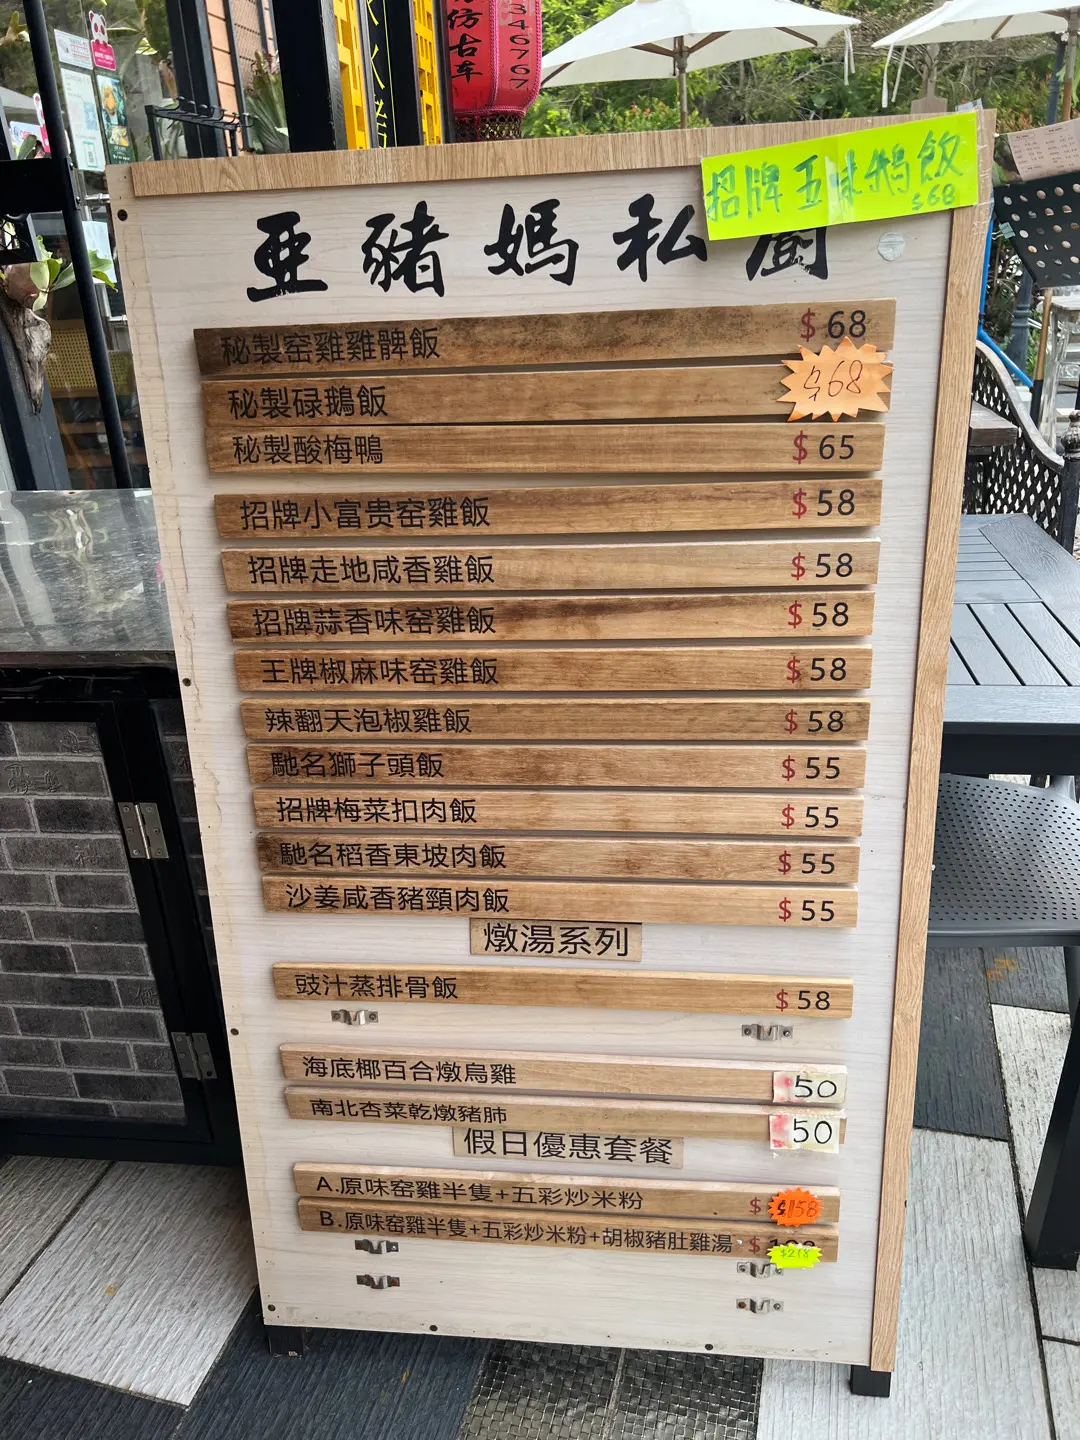 仿古车
346767
招牌五味鵝飯
$68
亞豬媽私廚
秘製窑雞雞髀飯 $68
秘製碌鵝飯 $68
秘製酸梅鴨 $65
招牌小富贵窑雞飯 $58
招牌走地咸香雞飯 $58
招牌蒜香味窑雞飯 $58
王牌椒麻味窑雞飯 $58
辣翻天泡椒雞飯 $58
馳名獅子頭飯 $55
招牌梅菜扣肉飯 $55
馳名稻香東坡肉飯 $55
沙姜咸香豬頸肉飯 $55
燉湯系列
豉汁蒸排骨飯 $58
海底椰百合燉烏雞 50
南北杏菜乾燉豬肺 50
假日優惠套餐
A.原味窑雞半隻+五彩炒米粉 $ $158
B.原味窑雞半隻+五彩炒米粉+胡椒豬肚雞湯 $ $218